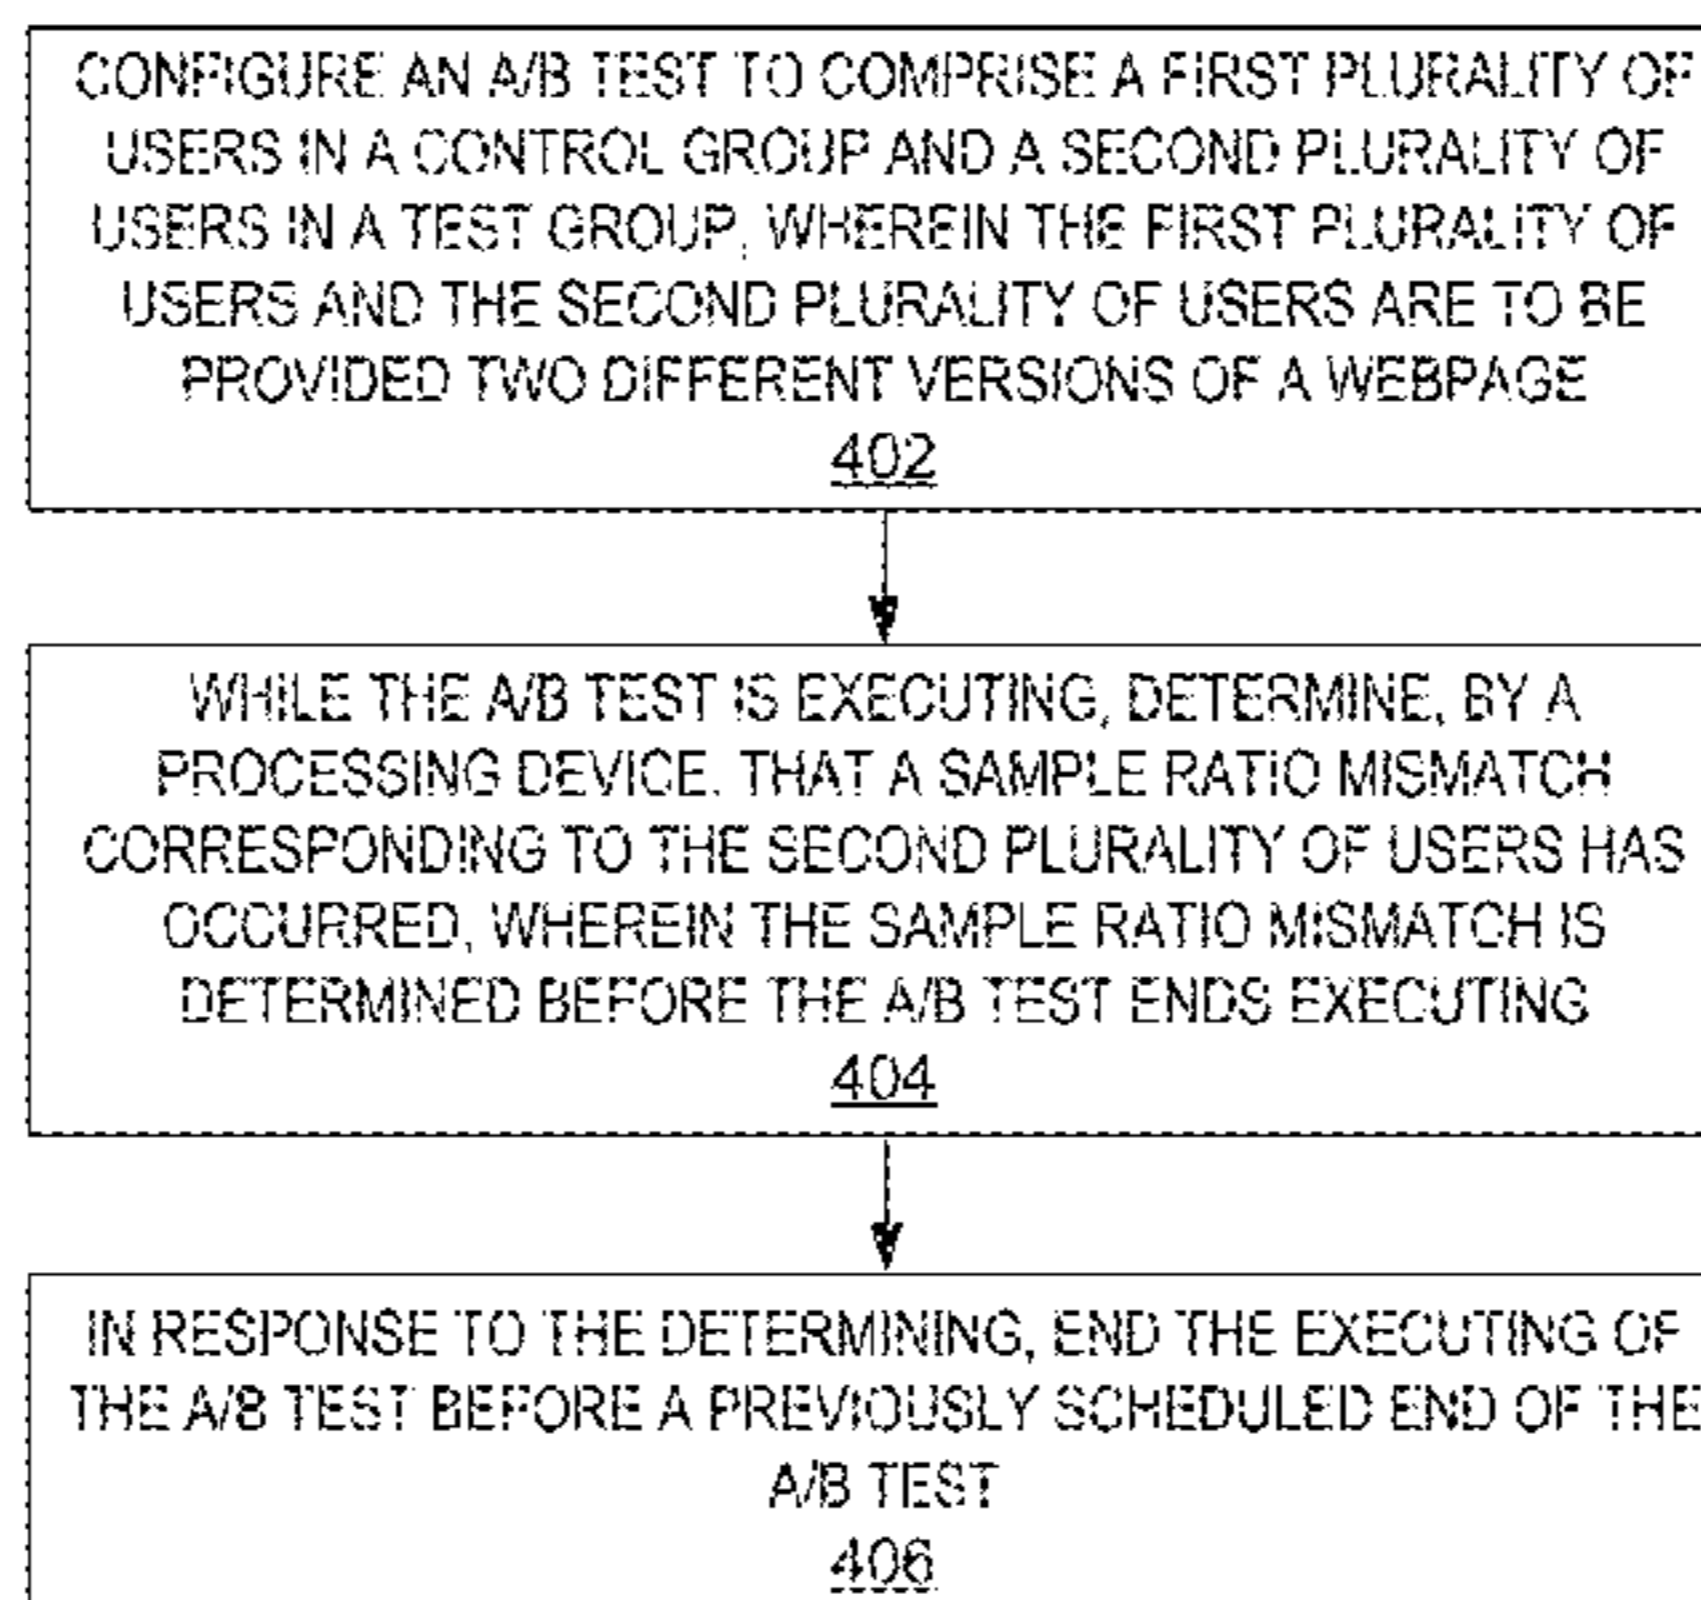 CONFIGURE AN A/B TEST TO COMPRISE A FIRST PLURALITY OF
USERS IN A CONTROL GROUP AND A SECOND PLURALITY OF
USERS IN A TEST GROUP, WHEREIN THE FIRST PLURALITY OF
USERS AND THE SECOND PLURALITY OF USERS ARE TO BE
PROVIDED TWO DIFFERENT VERSIONS OF A WEBPAGE
402
WHILE THE A/B TEST IS EXECUTING, DETERMINE, BY A
PROCESSING DEVICE, THAT A SAMPLE RATIO MISMATCH
CORRESPONDING TO THE SECOND PLURALITY OF USERS HAS
OCCURRED, WHEREIN THE SAMPLE RATIO MISMATCH IS
DETERMINED BEFORE THE A/B TEST ENDS EXECUTING
404
IN RESPONSE TO THE DETERMINING, END THE EXECUTING OF
THE A/B TEST BEFORE A PREVIOUSLY SCHEDULED END OF THE
A/B TEST
406